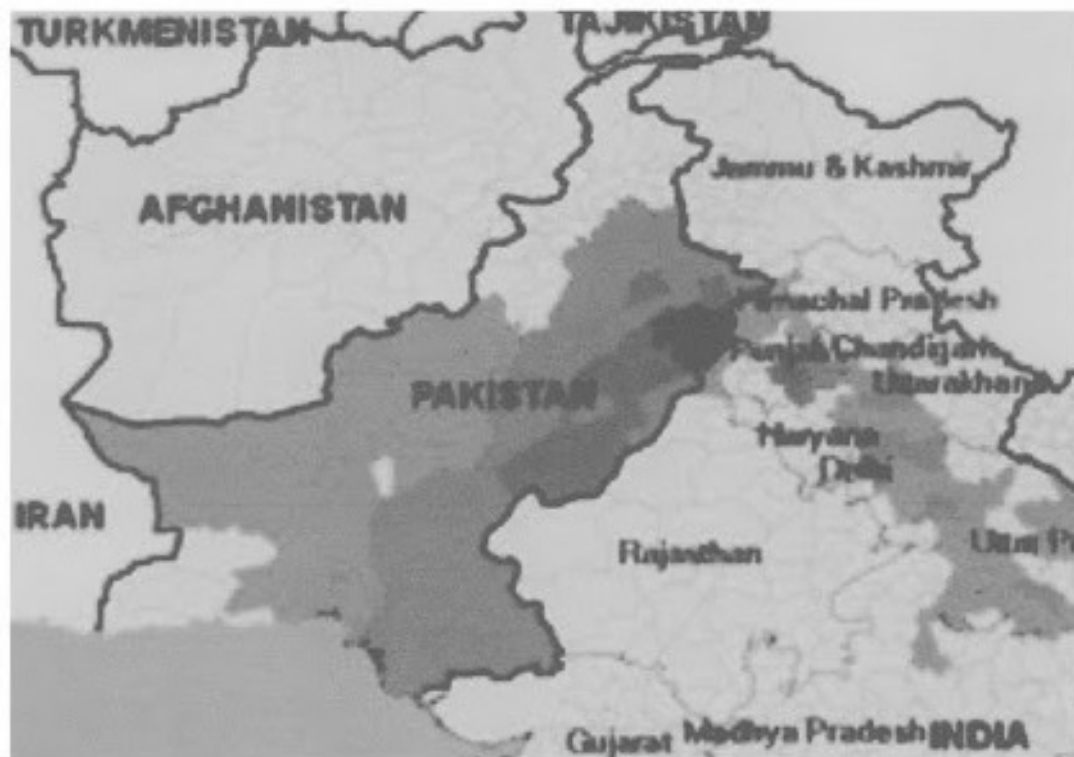 TURKMENISTAN
TAJIKISTAN
Jammu & Kashmir
AFGHANISTAN
Himachal Pradesh
Punjab Chandigarh
Uttarakhand
PAKISTAN
Haryana
Delhi
IRAN
Rajasthan
Uttar P
Gujarat Madhya Pradesh INDIA